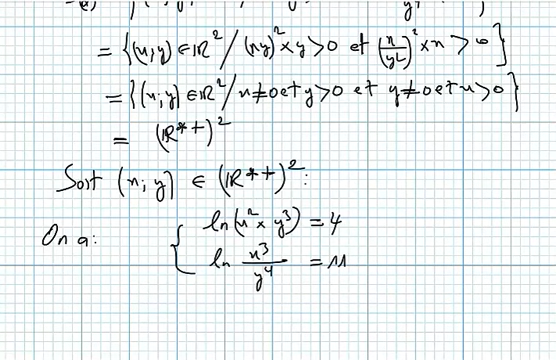 = {(x;y) ∈ ℝ² / (xy)² × y > 0 et (x/y²)² × x > 0}
= {(x;y) ∈ ℝ² / x ≠ 0 et y > 0 et y ≠ 0 et x > 0}
= (ℝ*+)²
Soit (x;y) ∈ (ℝ*+)² :
On a : { ln(x² × y³) = 4
ln x³/y⁴ = 11